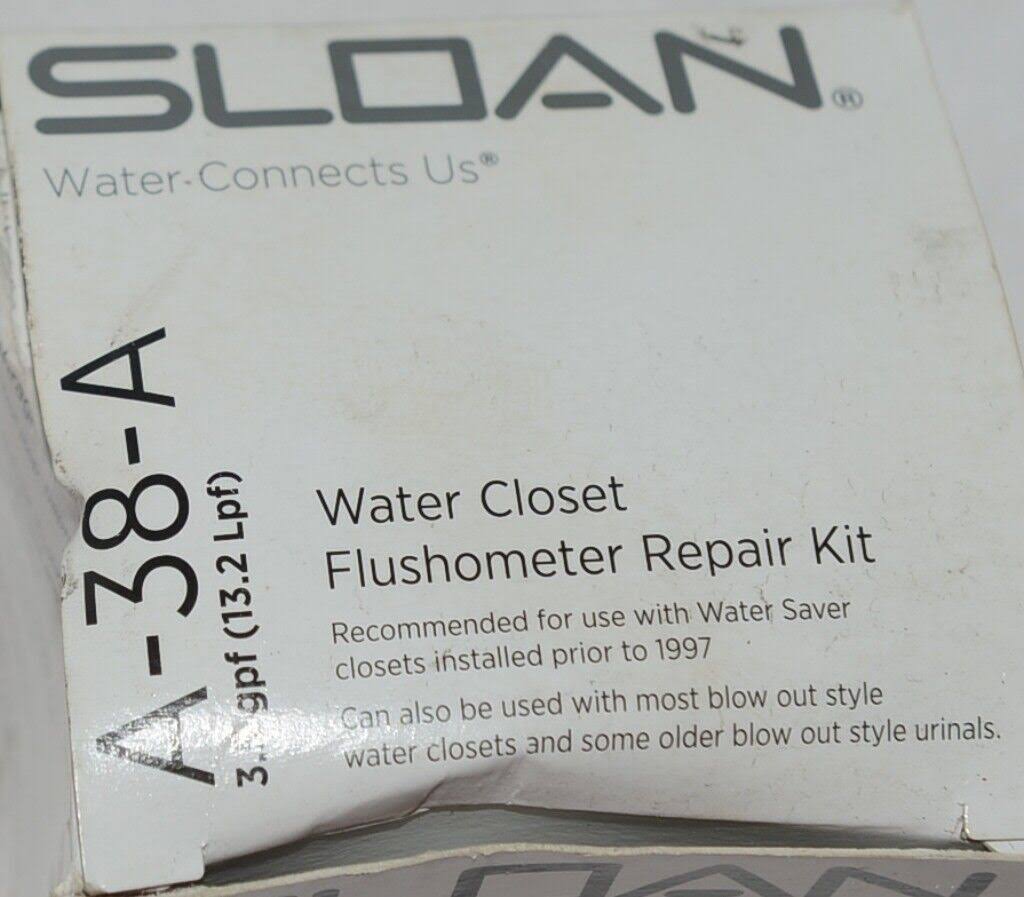 SLOAN®
Water Connects Us®
A-38-A
gpf (13.2 Lpf)
Water Closet
Flushometer Repair Kit
Recommended for use with Water Saver
closets installed prior to 1997
Can also be used with most blow out style
water closets and some older blow out style urinals.
SLOAN